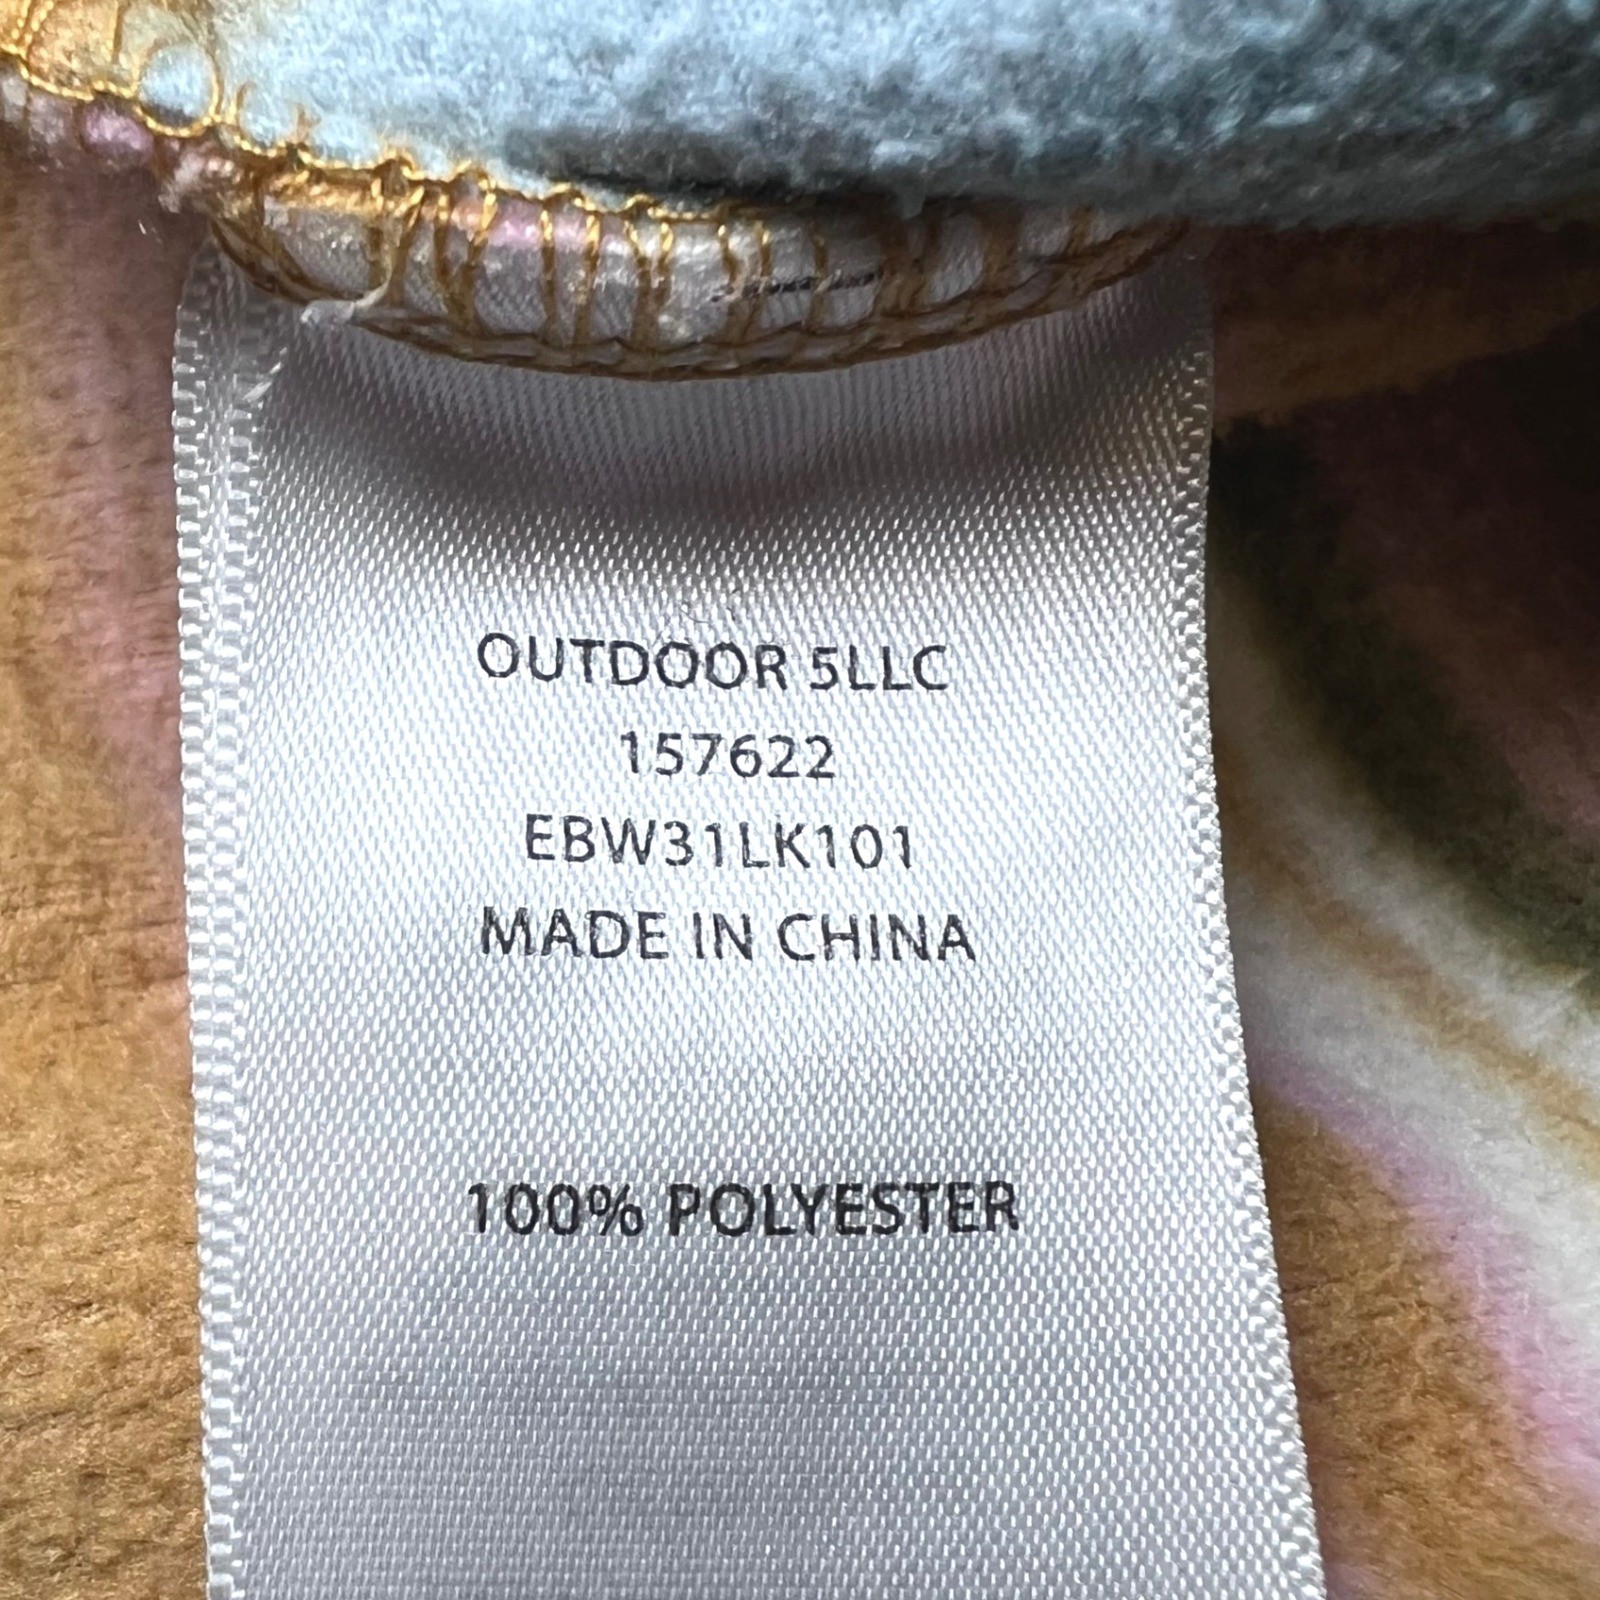 OUTDOOR 5LLC
157622
EBW31LK101
MADE IN CHINA
100% POLYESTER